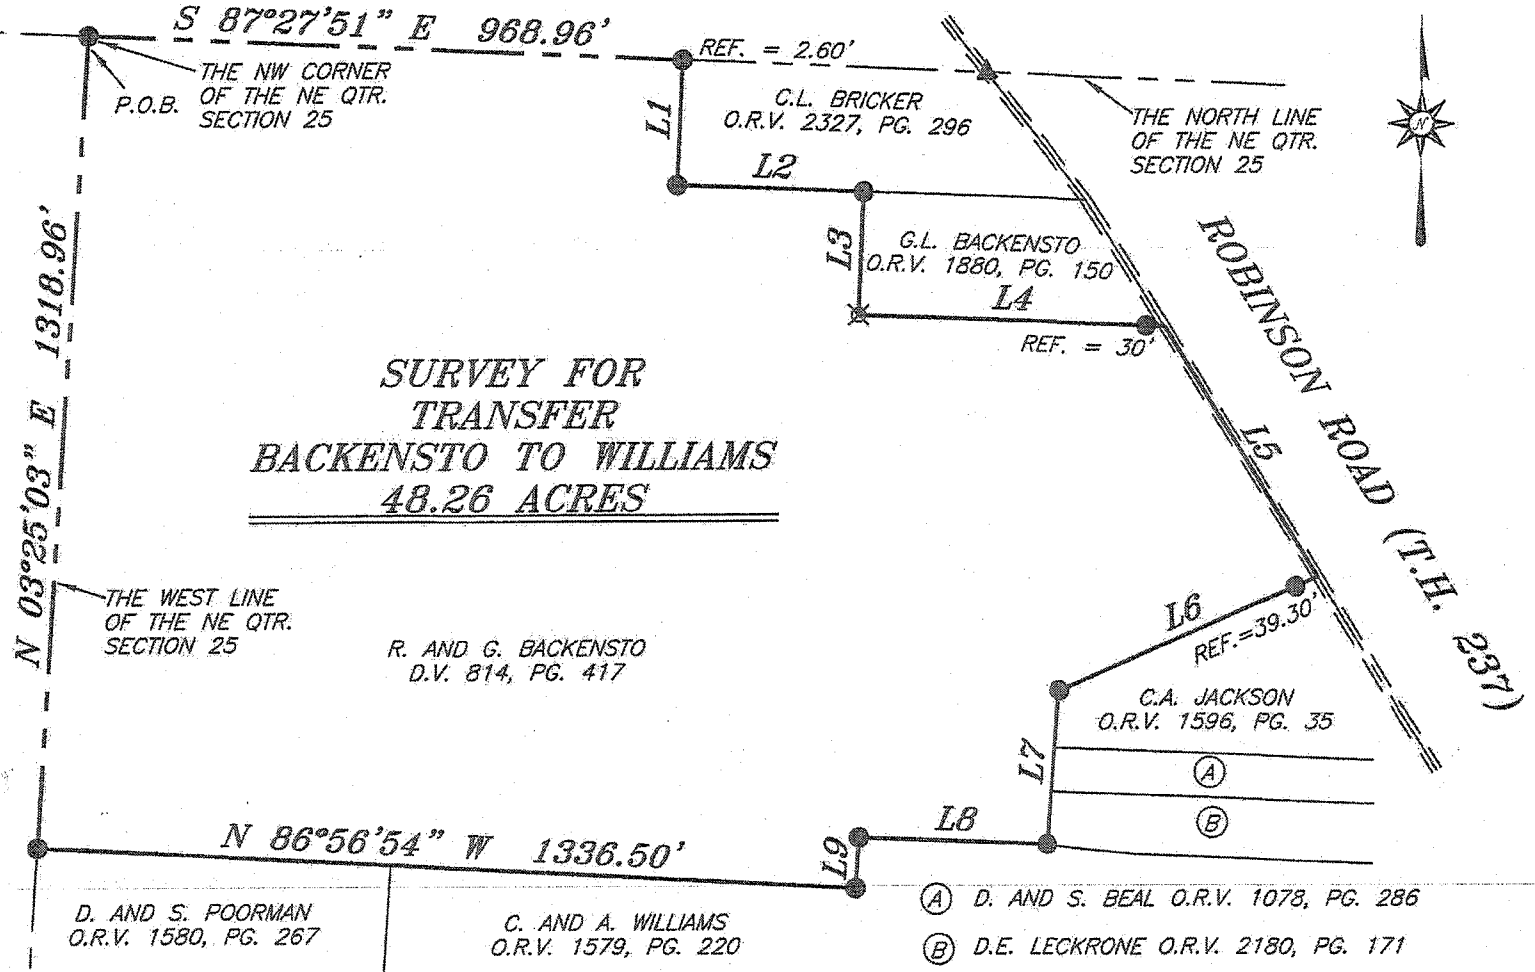 S 87°27'51" E 968.96'
REF. = 2.60'
THE NW CORNER
OF THE NE QTR.
SECTION 25
P.O.B.
L1
C.L. BRICKER
O.R.V. 2327, PG. 296
THE NORTH LINE
OF THE NE QTR.
SECTION 25
N
L2
L3
G.L. BACKENSTO
O.R.V. 1880, PG. 150
L4
REF. = 30'
ROBINSON ROAD (T.H. 237)
N 03°25'03" E 1318.96'
SURVEY FOR
TRANSFER
BACKENSTO TO WILLIAMS
48.26 ACRES
L5
THE WEST LINE
OF THE NE QTR.
SECTION 25
R. AND G. BACKENSTO
D.V. 814, PG. 417
L6
REF.=39.30'
C.A. JACKSON
O.R.V. 1596, PG. 35
L7
A
B
L8
L9
N 86°56'54" W 1336.50'
D. AND S. POORMAN
O.R.V. 1580, PG. 267
C. AND A. WILLIAMS
O.R.V. 1579, PG. 220
A D. AND S. BEAL O.R.V. 1078, PG. 286
B D.E. LECKRONE O.R.V. 2180, PG. 171